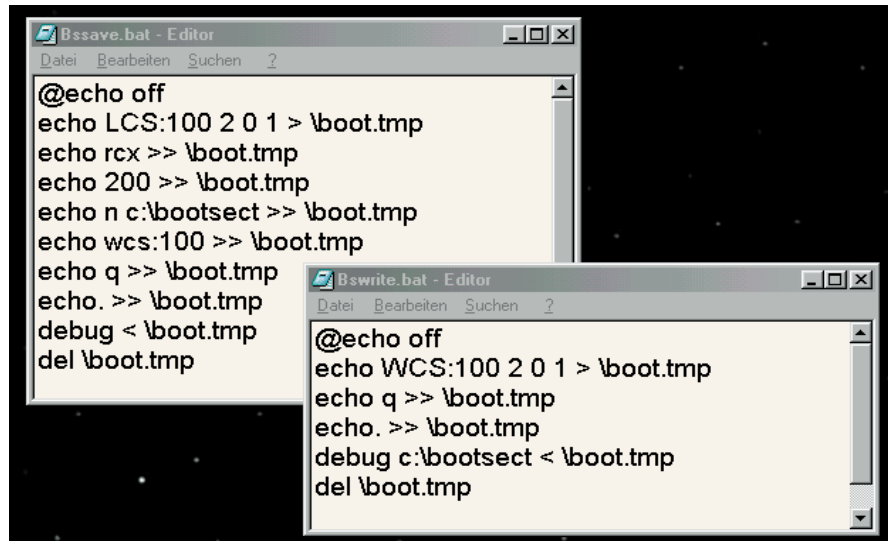 Bssave.bat - Editor
Datei Bearbeiten Suchen ?
@echo off
echo LCS:100 2 0 1 > \boot.tmp
echo rcx >> \boot.tmp
echo 200 >> \boot.tmp
echo n c:\bootsect >> \boot.tmp
echo wcs:100 >> \boot.tmp
echo q >> \boot.tmp
echo. >> \boot.tmp
debug < \boot.tmp
del \boot.tmp
Bswrite.bat - Editor
Datei Bearbeiten Suchen ?
@echo off
echo WCS:100 2 0 1 > \boot.tmp
echo q >> \boot.tmp
echo. >> \boot.tmp
debug c:\bootsect < \boot.tmp
del \boot.tmp